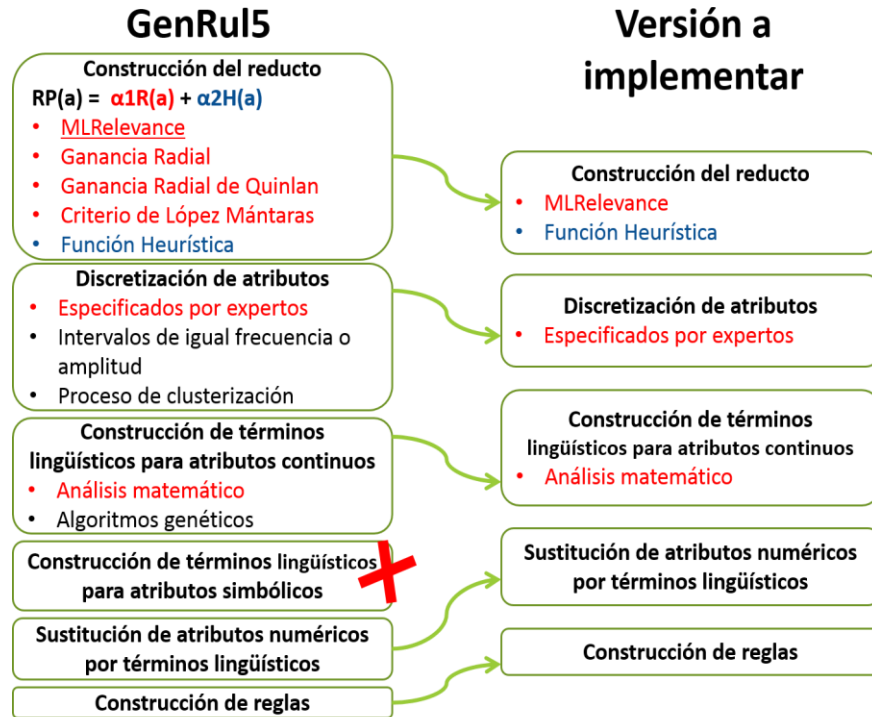 GenRul5
Construcción del reducto
RP(a) = α1R(a) + α2H(a)
• MLRelevance
• Ganancia Radial
• Ganancia Radial de Quinlan
• Criterio de López Mántaras
• Función Heurística
Discretización de atributos
• Especificados por expertos
• Intervalos de igual frecuencia o
amplitud
• Proceso de clusterización
Construcción de términos
lingüísticos para atributos continuos
• Análisis matemático
• Algoritmos genéticos
Construcción de términos lingüísticos
para atributos simbólicos
Sustitución de atributos numéricos
por términos lingüísticos
Construcción de reglas
Versión a
implementar
Construcción del reducto
• MLRelevance
• Función Heurística
Discretización de atributos
• Especificados por expertos
Construcción de términos
lingüísticos para atributos continuos
• Análisis matemático
Sustitución de atributos numéricos
por términos lingüísticos
Construcción de reglas